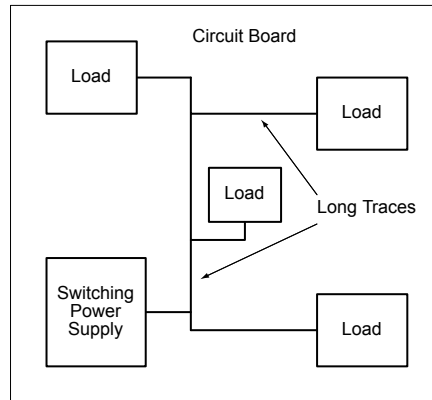 Circuit Board
Load
Load
Load
Long Traces
Switching
Power
Supply
Load